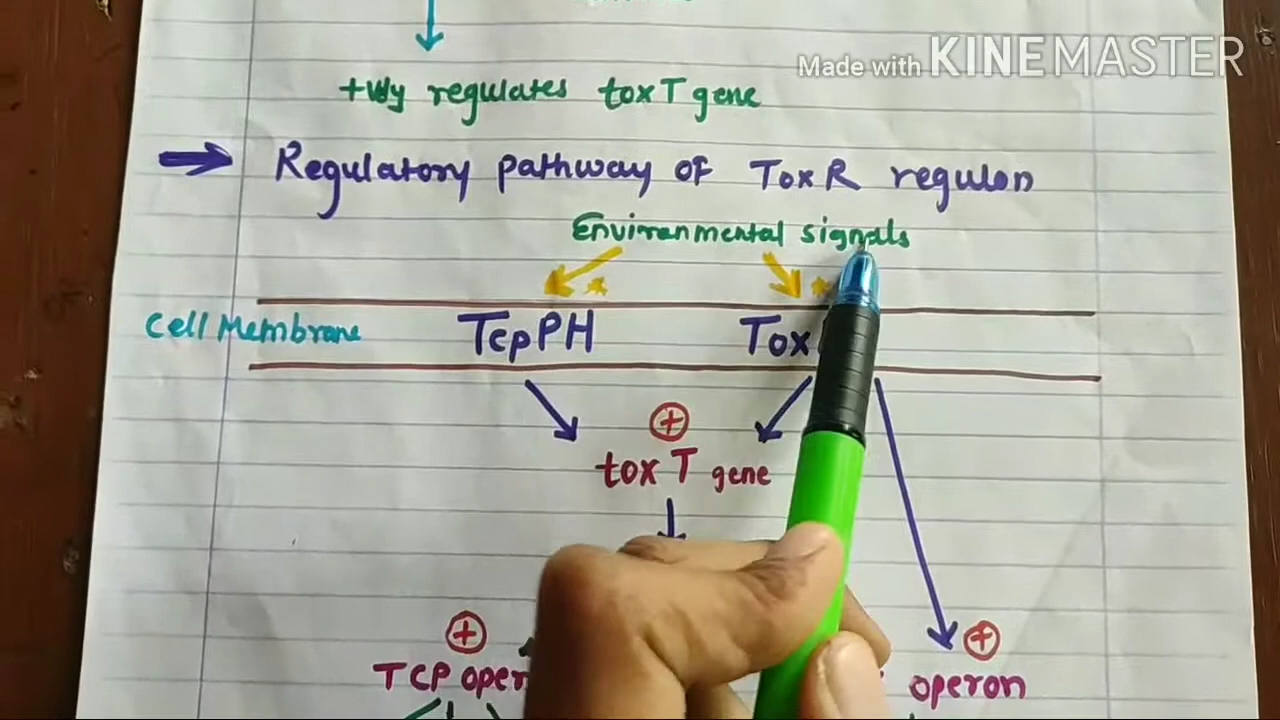 Made with KINEMASTER
+vely regulates toxT gene
Regulatory pathway of ToxR regulon
Environmental signals
Cell Membrane TcpPH Tox
+
toxT gene
+ +
TCP oper operon